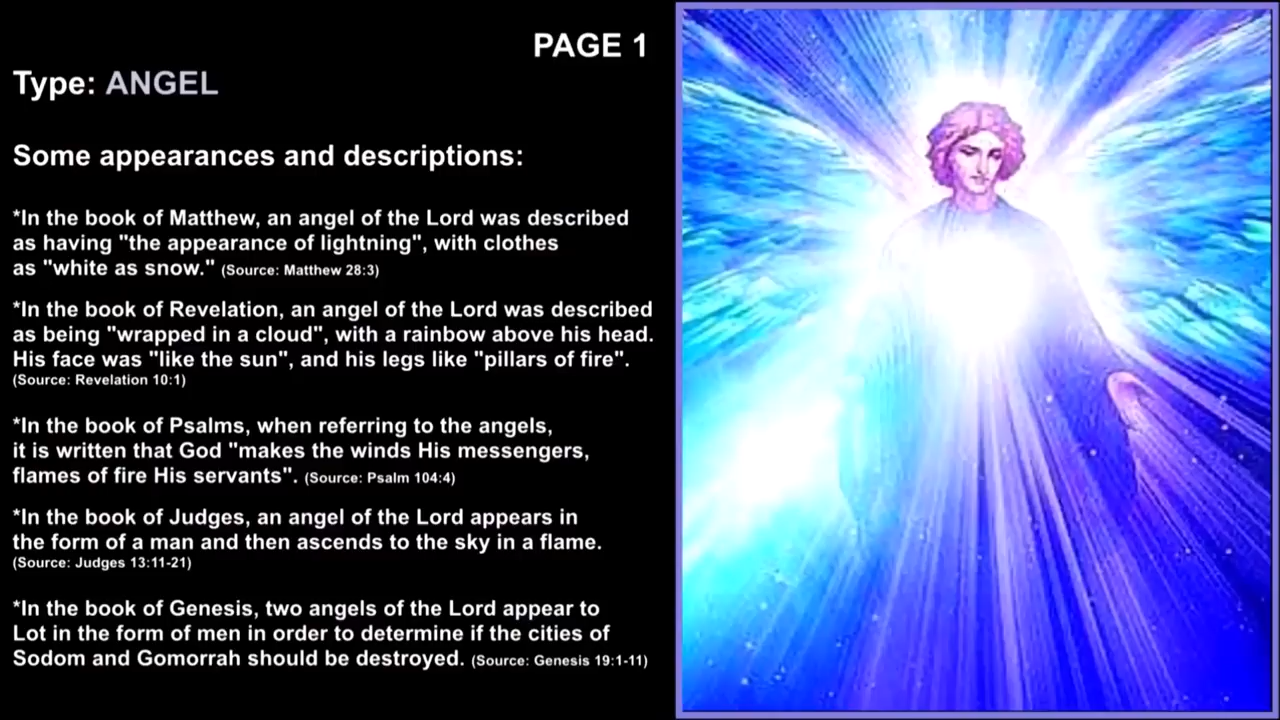 PAGE 1
Type: ANGEL
Some appearances and descriptions:
*In the book of Matthew, an angel of the Lord was described
as having "the appearance of lightning", with clothes
as "white as snow." (Source: Matthew 28:3)
*In the book of Revelation, an angel of the Lord was described
as being "wrapped in a cloud", with a rainbow above his head.
His face was "like the sun", and his legs like "pillars of fire".
(Source: Revelation 10:1)
*In the book of Psalms, when referring to the angels,
it is written that God "makes the winds His messengers,
flames of fire His servants". (Source: Psalm 104:4)
*In the book of Judges, an angel of the Lord appears in
the form of a man and then ascends to the sky in a flame.
(Source: Judges 13:11-21)
*In the book of Genesis, two angels of the Lord appear to
Lot in the form of men in order to determine if the cities of
Sodom and Gomorrah should be destroyed. (Source: Genesis 19:1-11)